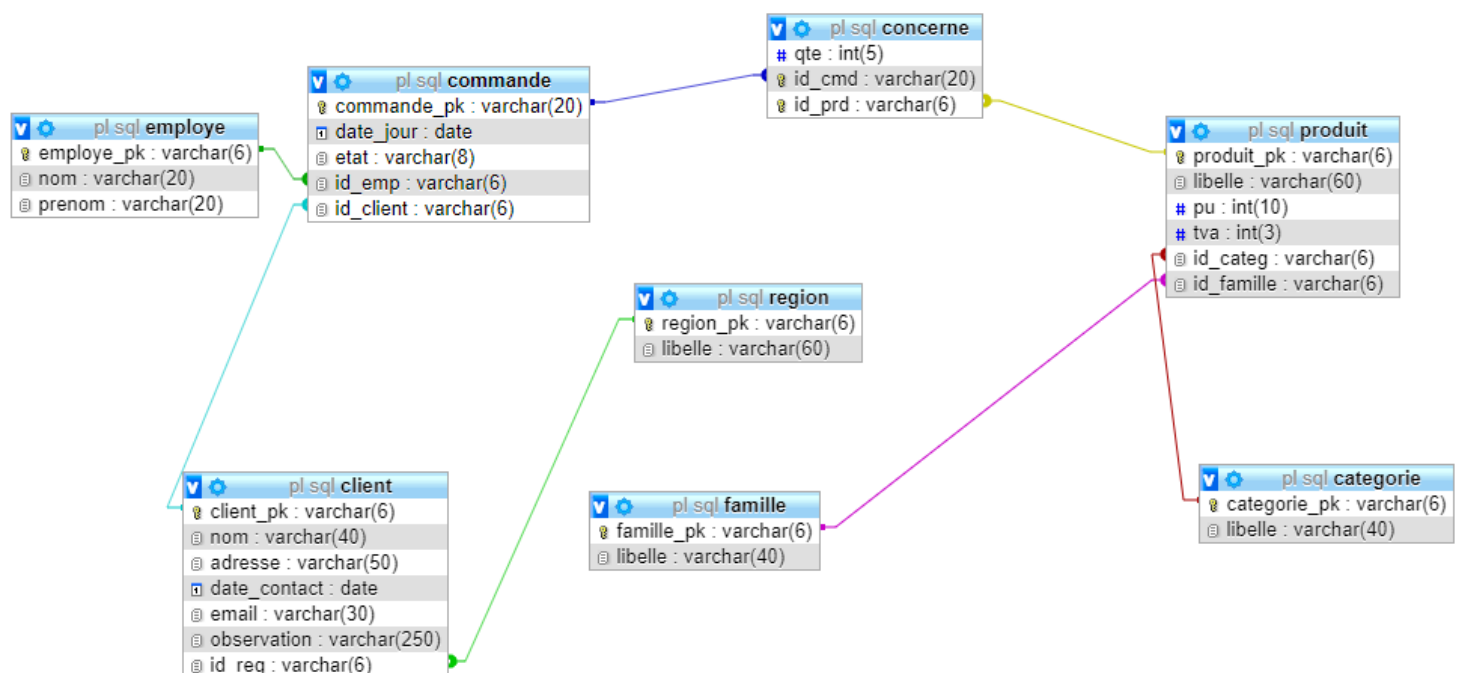 pl sql concerne
# qte : int(5)
id_cmd : varchar(20)
id_prd : varchar(6)
pl sql commande
commande_pk : varchar(20)
date_jour : date
etat : varchar(8)
id_emp : varchar(6)
id_client : varchar(6)
pl sql employe
employe_pk : varchar(6)
nom : varchar(20)
prenom : varchar(20)
pl sql produit
produit_pk : varchar(6)
libelle : varchar(60)
# pu : int(10)
# tva : int(3)
id_categ : varchar(6)
id_famille : varchar(6)
pl sql region
region_pk : varchar(6)
libelle : varchar(60)
pl sql client
client_pk : varchar(6)
nom : varchar(40)
adresse : varchar(50)
date_contact : date
email : varchar(30)
observation : varchar(250)
id_reg : varchar(6)
pl sql famille
famille_pk : varchar(6)
libelle : varchar(40)
pl sql categorie
categorie_pk : varchar(6)
libelle : varchar(40)